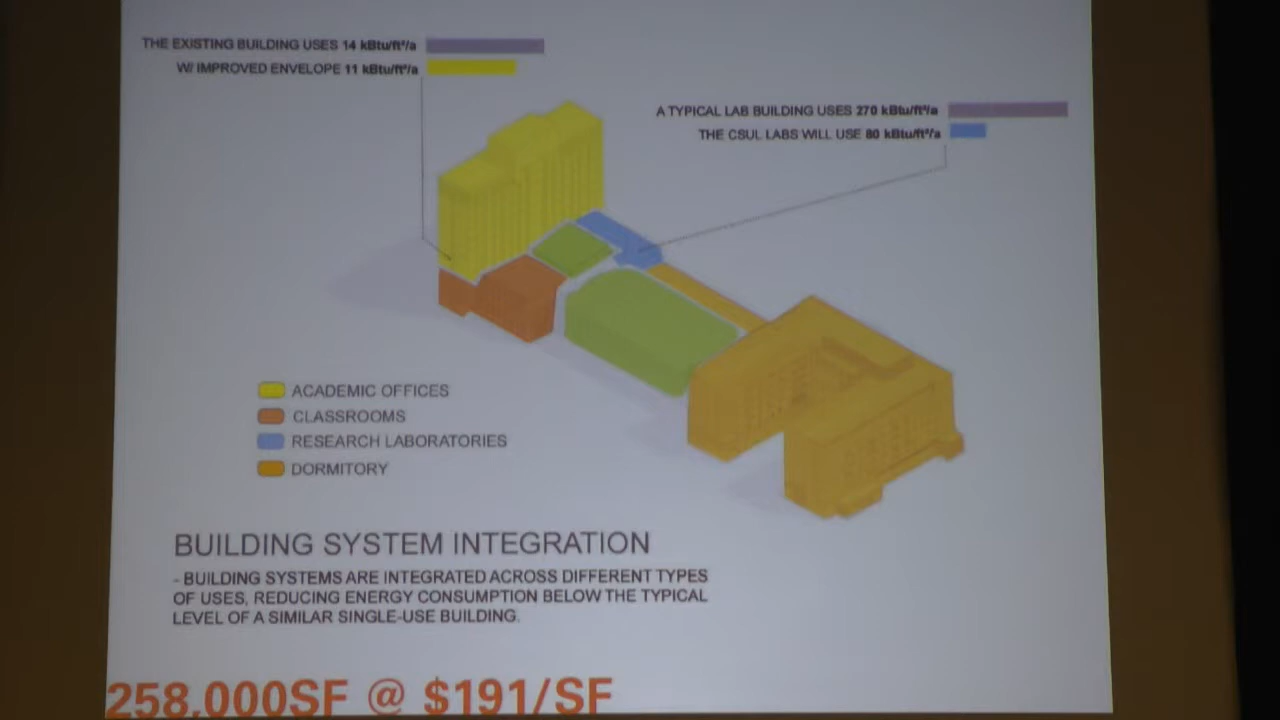 THE EXISTING BUILDING USES 14 kBtu/ft²/a
W/ IMPROVED ENVELOPE 11 kBtu/ft²/a
A TYPICAL LAB BUILDING USES 270 kBtu/ft²/a
THE CSUL LABS WILL USE 80 kBtu/ft²/a
ACADEMIC OFFICES
CLASSROOMS
RESEARCH LABORATORIES
DORMITORY
BUILDING SYSTEM INTEGRATION
- BUILDING SYSTEMS ARE INTEGRATED ACROSS DIFFERENT TYPES
OF USES, REDUCING ENERGY CONSUMPTION BELOW THE TYPICAL
LEVEL OF A SIMILAR SINGLE-USE BUILDING.
258,000SF @ $191/SF